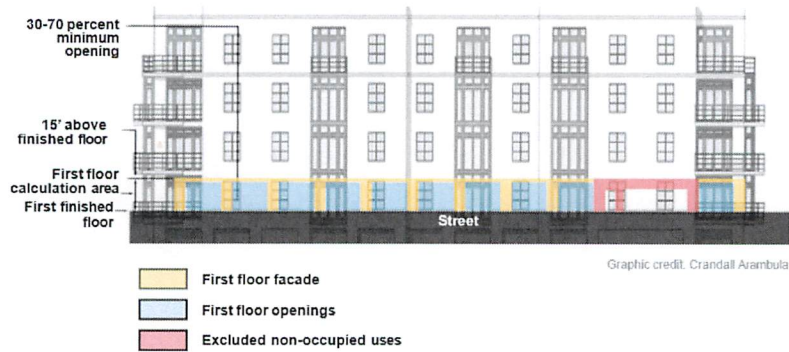 30-70 percent
minimum
opening
15' above
finished floor
First floor
calculation area
First finished
floor
Street
Graphic credit. Crandall Arambula
First floor facade
First floor openings
Excluded non-occupied uses